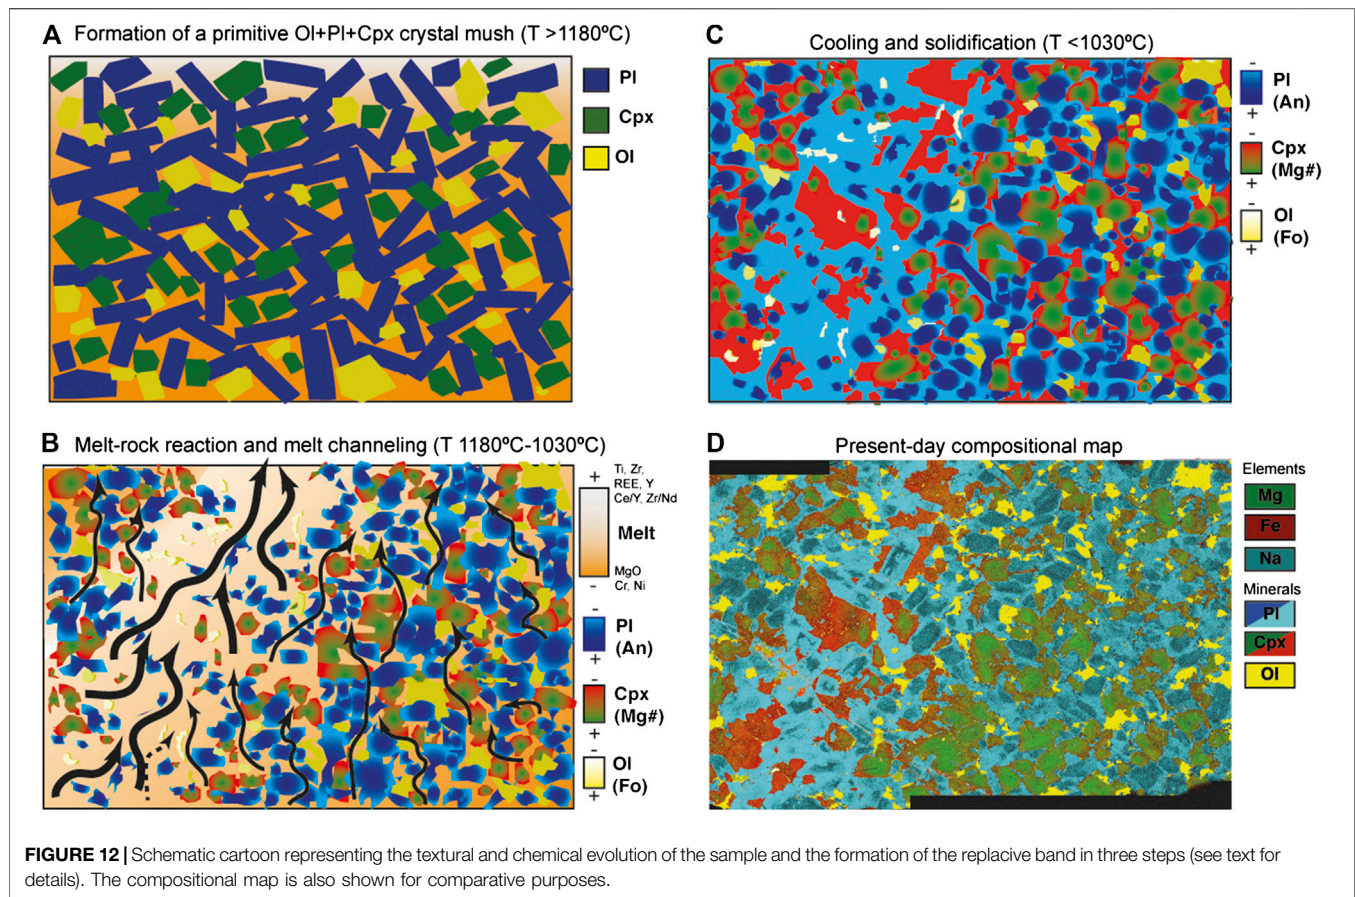 A Formation of a primitive Ol+Pl+Cpx crystal mush (T >1180ºC)
Pl
Cpx
Ol
C Cooling and solidification (T <1030ºC)
-
Pl
(An)
+
-
Cpx
(Mg#)
+
-
Ol
(Fo)
+
B Melt-rock reaction and melt channeling (T 1180ºC-1030ºC)
+ Ti, Zr,
REE, Y
Ce/Y, Zr/Nd
Melt
MgO
- Cr, Ni
-
Pl
(An)
+
-
Cpx
(Mg#)
+
-
Ol
(Fo)
+
D Present-day compositional map
Elements
Mg
Fe
Na
Minerals
Pl
Cpx
Ol
FIGURE 12 | Schematic cartoon representing the textural and chemical evolution of the sample and the formation of the replacive band in three steps (see text for
details). The compositional map is also shown for comparative purposes.